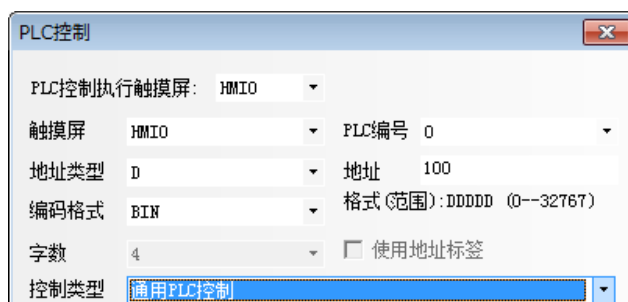 PLC控制
PLC控制执行触摸屏: HMI0
触摸屏 HMI0 PLC编号 0
地址类型 D 地址 100
编码格式 BIN 格式(范围):DDDDD (0--32767)
字数 4 使用地址标签
控制类型 通用PLC控制